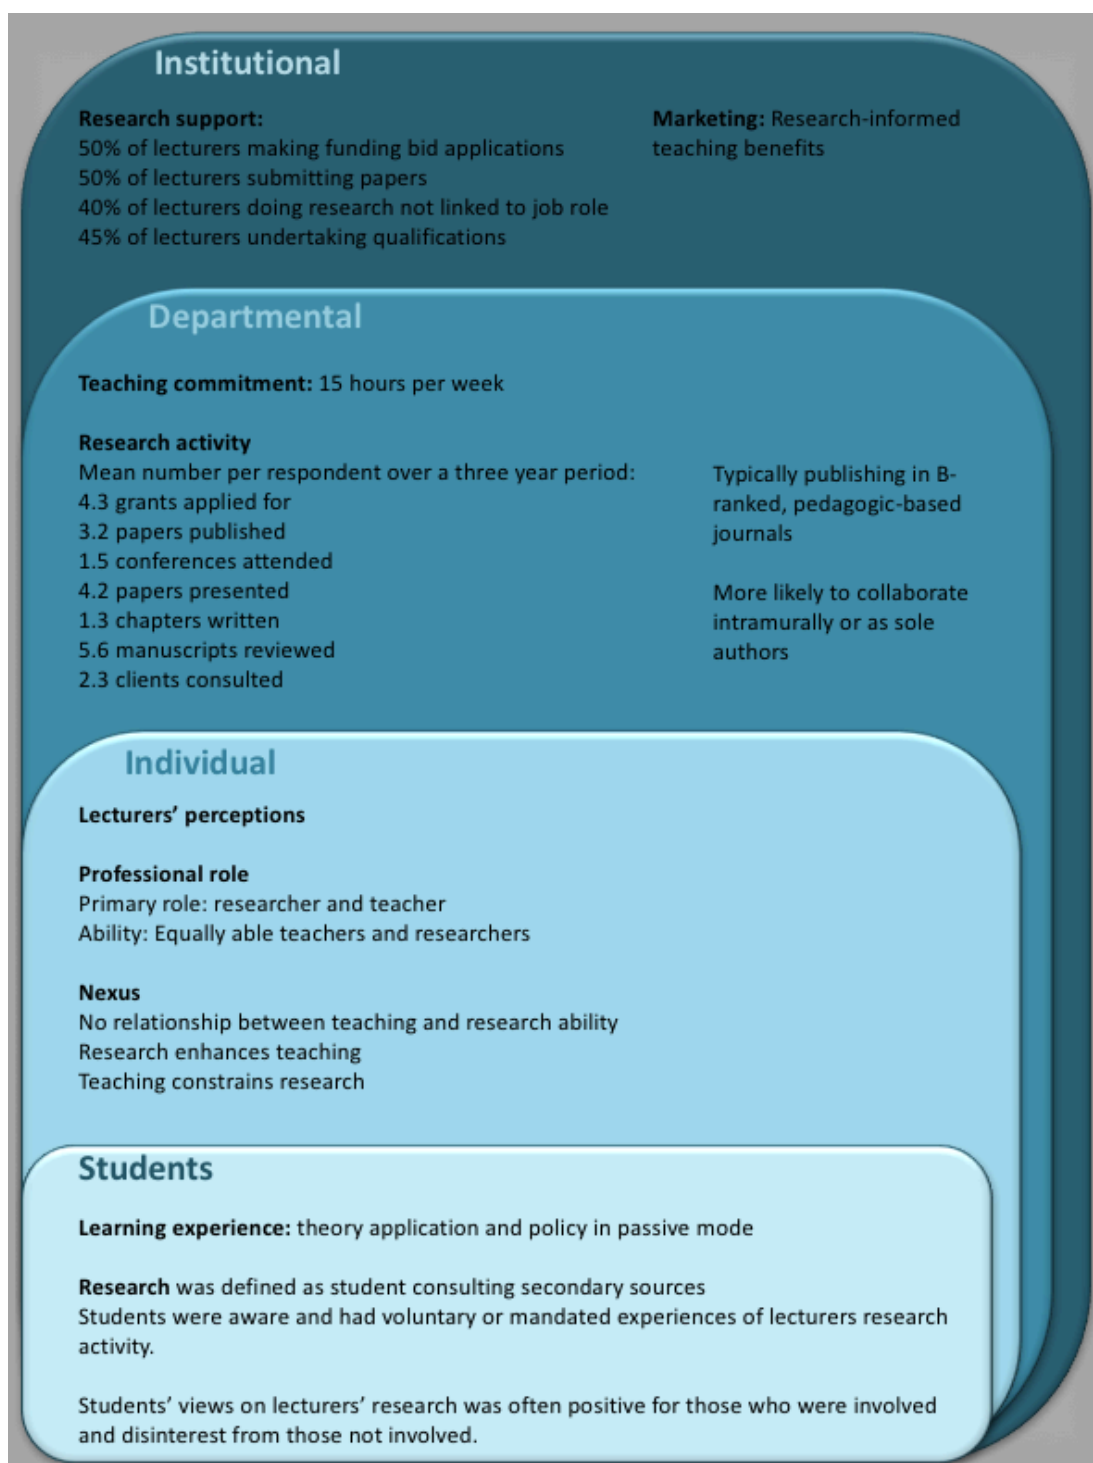 Institutional
Research support:
50% of lecturers making funding bid applications
50% of lecturers submitting papers
40% of lecturers doing research not linked to job role
45% of lecturers undertaking qualifications
Marketing: Research-informed
teaching benefits
Departmental
Teaching commitment: 15 hours per week
Research activity
Mean number per respondent over a three year period:
4.3 grants applied for
3.2 papers published
1.5 conferences attended
4.2 papers presented
1.3 chapters written
5.6 manuscripts reviewed
2.3 clients consulted
Typically publishing in B-
ranked, pedagogic-based
journals
More likely to collaborate
intramurally or as sole
authors
Individual
Lecturers’ perceptions
Professional role
Primary role: researcher and teacher
Ability: Equally able teachers and researchers
Nexus
No relationship between teaching and research ability
Research enhances teaching
Teaching constrains research
Students
Learning experience: theory application and policy in passive mode
Research was defined as student consulting secondary sources
Students were aware and had voluntary or mandated experiences of lecturers research
activity.
Students’ views on lecturers’ research was often positive for those who were involved
and disinterest from those not involved.